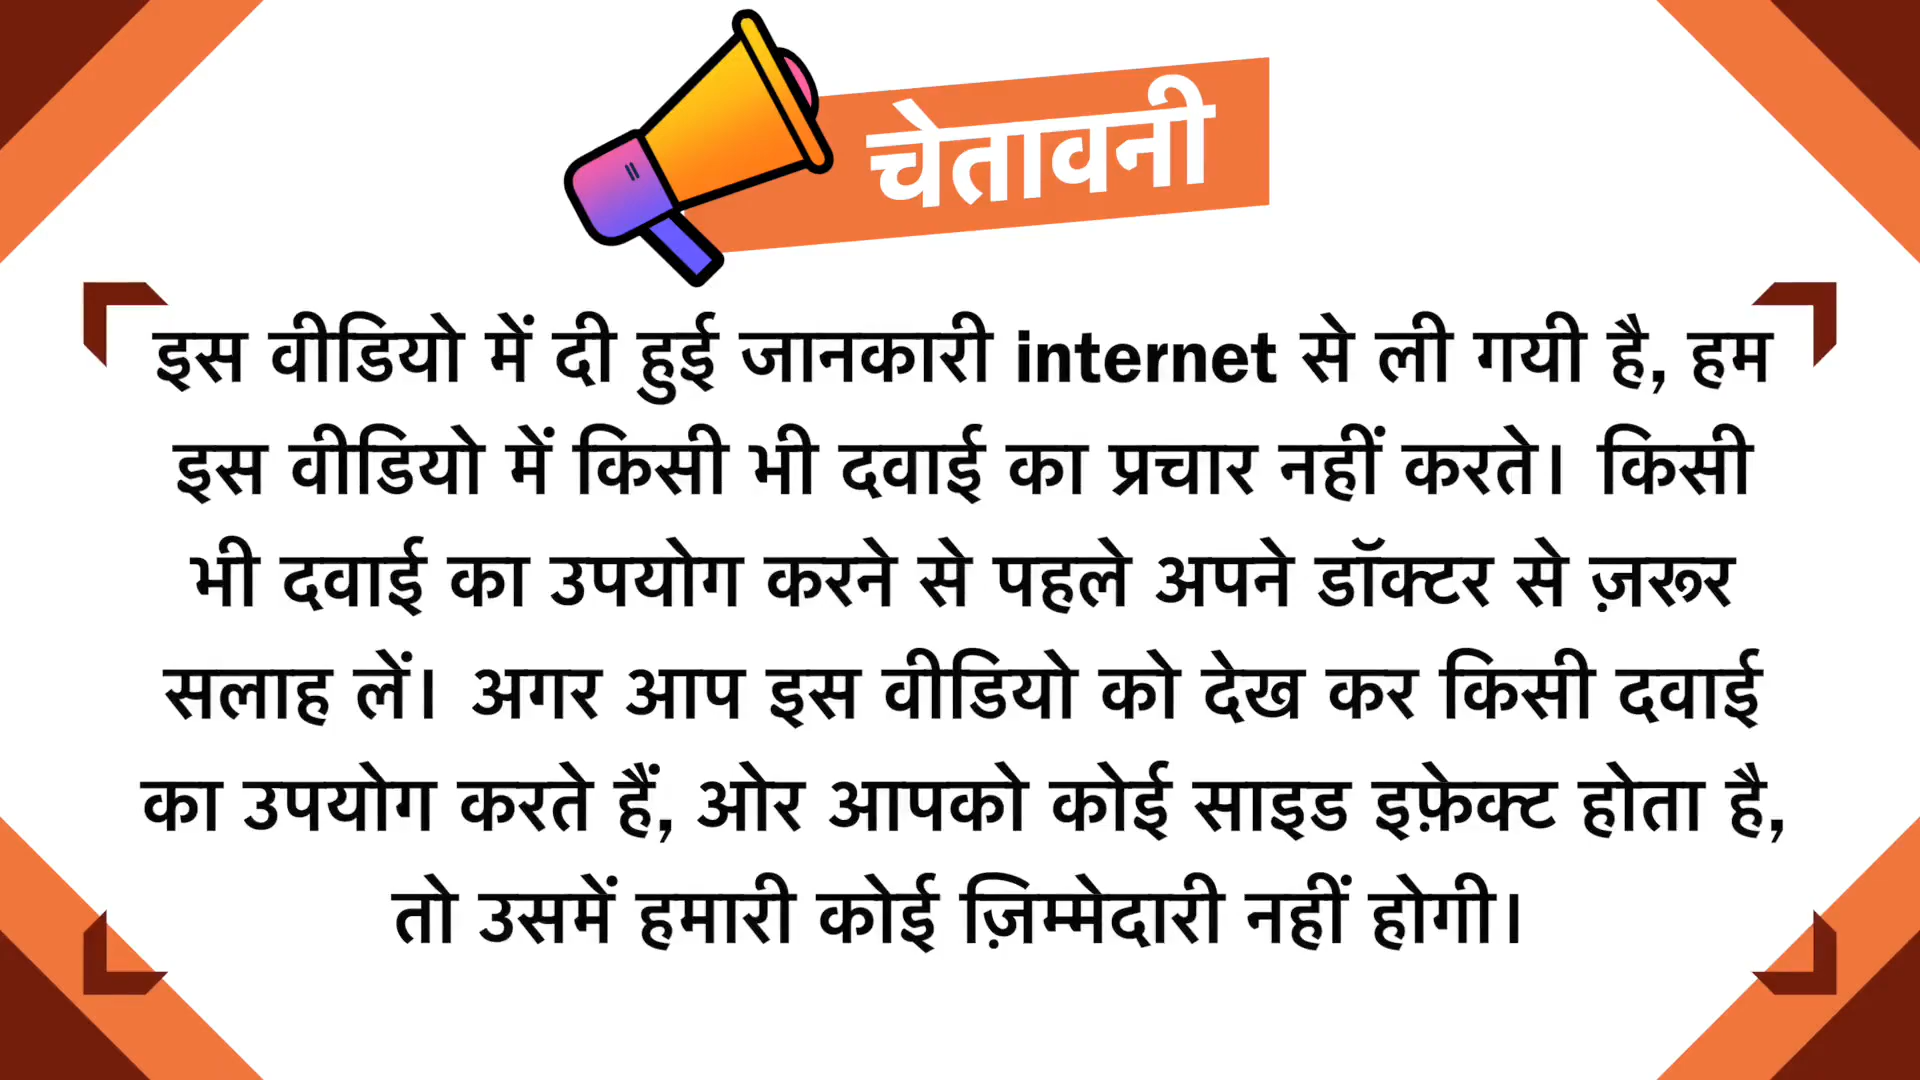 चेतावनी
इस वीडियो में दी हुई जानकारी internet से ली गयी है, हम
इस वीडियो में किसी भी दवाई का प्रचार नहीं करते। किसी
भी दवाई का उपयोग करने से पहले अपने डॉक्टर से ज़रूर
सलाह लें। अगर आप इस वीडियो को देख कर किसी दवाई
का उपयोग करते हैं, ओर आपको कोई साइड इफ़ेक्ट होता है,
तो उसमें हमारी कोई ज़िम्मेदारी नहीं होगी।